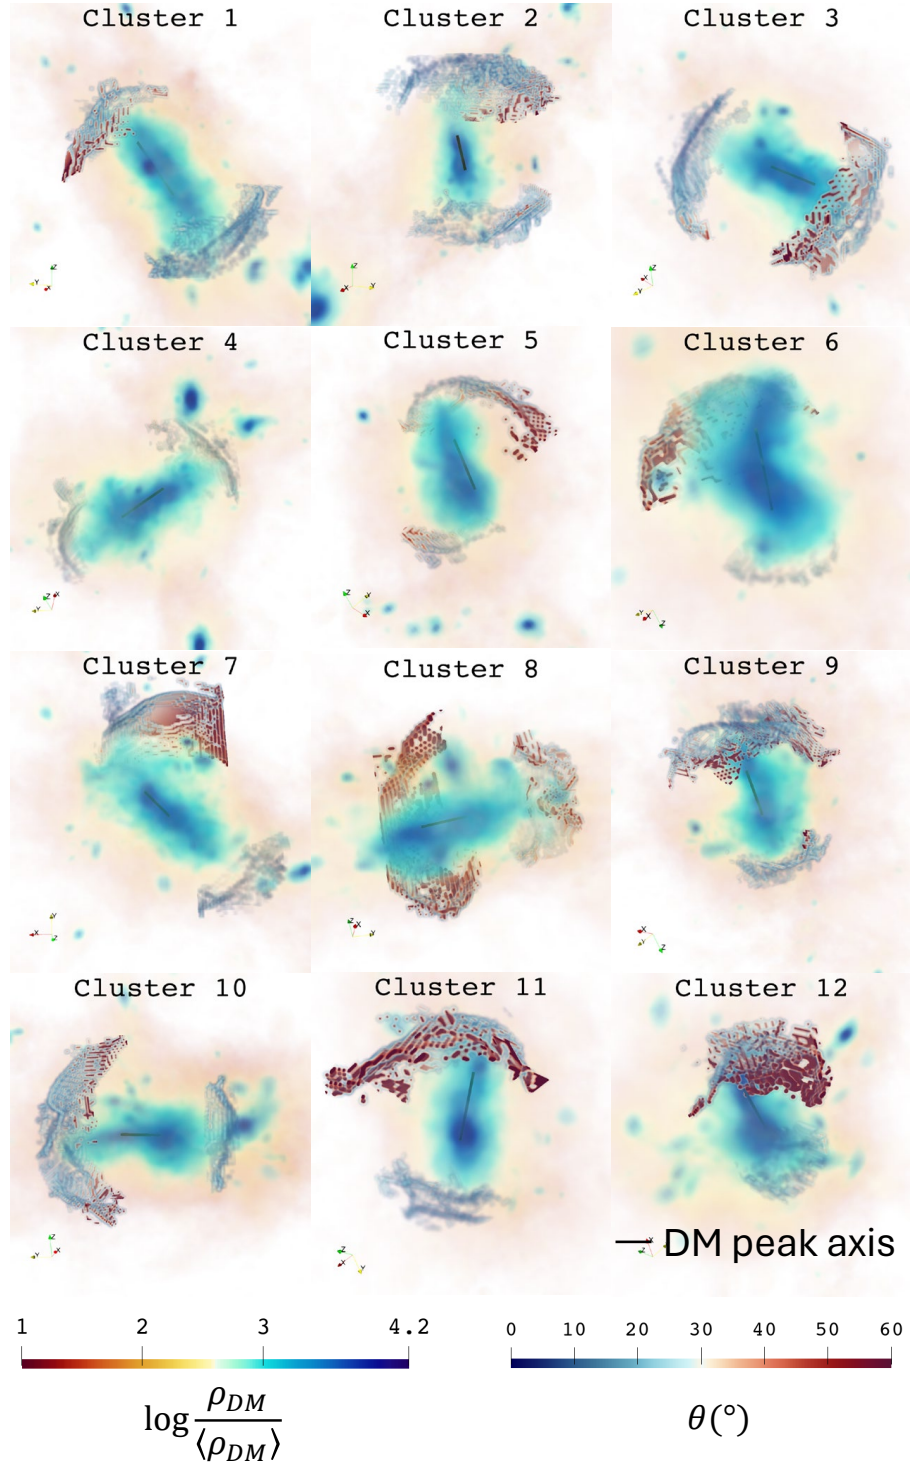 Cluster 1
Cluster 2
Cluster 3
Cluster 4
Cluster 5
Cluster 6
Cluster 7
Cluster 8
Cluster 9
Cluster 10
Cluster 11
Cluster 12
DM peak axis
1 2 3 4.2
0 10 20 30 40 50 60
log ρ_DM / ⟨ρ_DM⟩
θ(°)